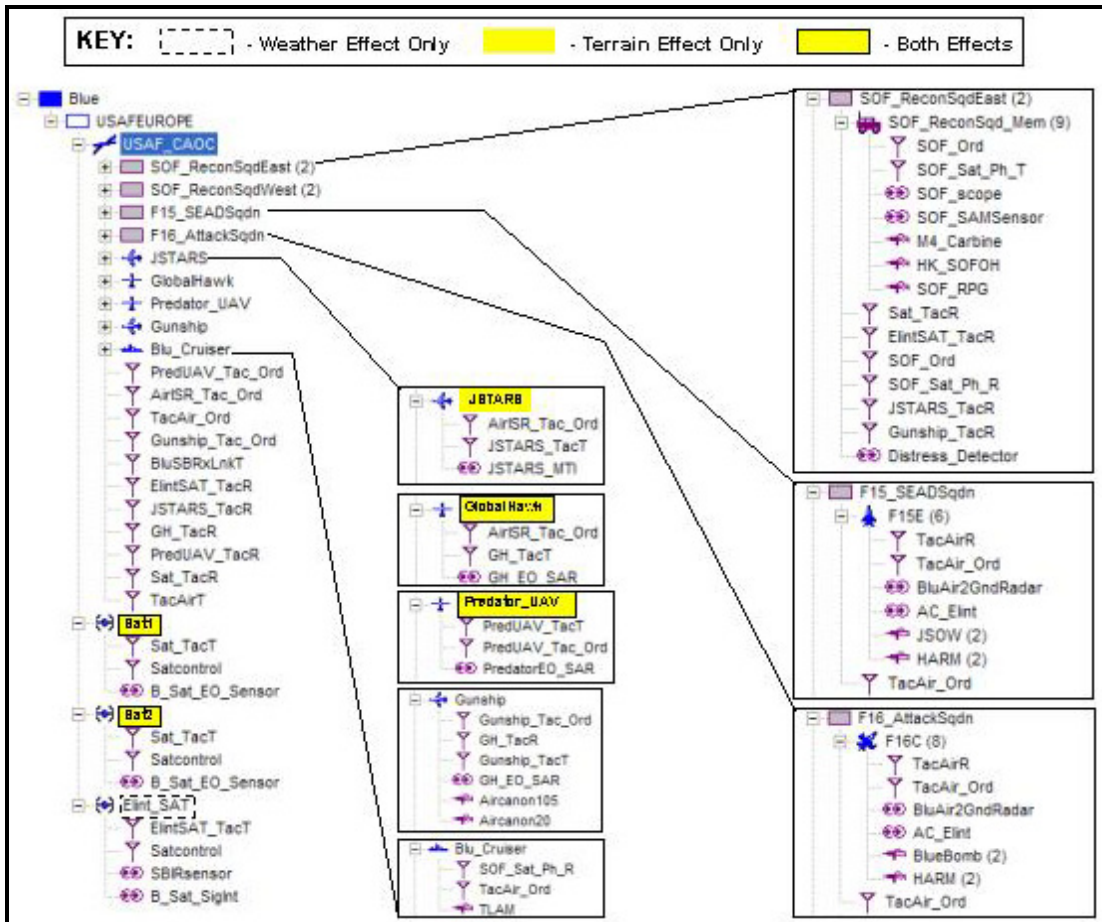 KEY: - Weather Effect Only - Terrain Effect Only - Both Effects
Blue
USAFEUROPE
USAF_CAOC
SOF_ReconSqdEast (2)
SOF_ReconSqdWest (2)
F15_SEADSqdn
F16_AttackSqdn
JSTARS
GlobalHawk
Predator_UAV
Gunship
Blu_Cruiser
PredUAV_Tac_Ord
AirISR_Tac_Ord
TacAir_Ord
Gunship_Tac_Ord
BluSBRxLnkT
ElintSAT_TacR
JSTARS_TacR
GH_TacR
PredUAV_TacR
Sat_TacR
TacAirT
Sat1
Sat_TacT
Satcontrol
B_Sat_EO_Sensor
Sat2
Sat_TacT
Satcontrol
B_Sat_EO_Sensor
Elint_SAT
ElintSAT_TacT
Satcontrol
SBIRsensor
B_Sat_SigInt
JSTARS
AirISR_Tac_Ord
JSTARS_TacT
JSTARS_MTI
GlobalHawk
AirISR_Tac_Ord
GH_TacT
GH_EO_SAR
Predator_UAV
PredUAV_TacT
PredUAV_Tac_Ord
PredatorEO_SAR
Gunship
Gunship_Tac_Ord
GH_TacR
Gunship_TacT
GH_EO_SAR
Aircanon105
Aircanon20
Blu_Cruiser
SOF_Sat_Ph_R
TacAir_Ord
TLAM
SOF_ReconSqdEast (2)
SOF_ReconSqd_Mem (9)
SOF_Ord
SOF_Sat_Ph_T
SOF_scope
SOF_SAMSensor
M4_Carbine
HK_SOFOH
SOF_RPG
Sat_TacR
ElintSAT_TacR
SOF_Ord
SOF_Sat_Ph_R
JSTARS_TacR
Gunship_TacR
Distress_Detector
F15_SEADSqdn
F15E (6)
TacAirR
TacAir_Ord
BluAir2GndRadar
AC_Elint
JSOW (2)
HARM (2)
TacAir_Ord
F16_AttackSqdn
F16C (8)
TacAirR
TacAir_Ord
BluAir2GndRadar
AC_Elint
BlueBomb (2)
HARM (2)
TacAir_Ord